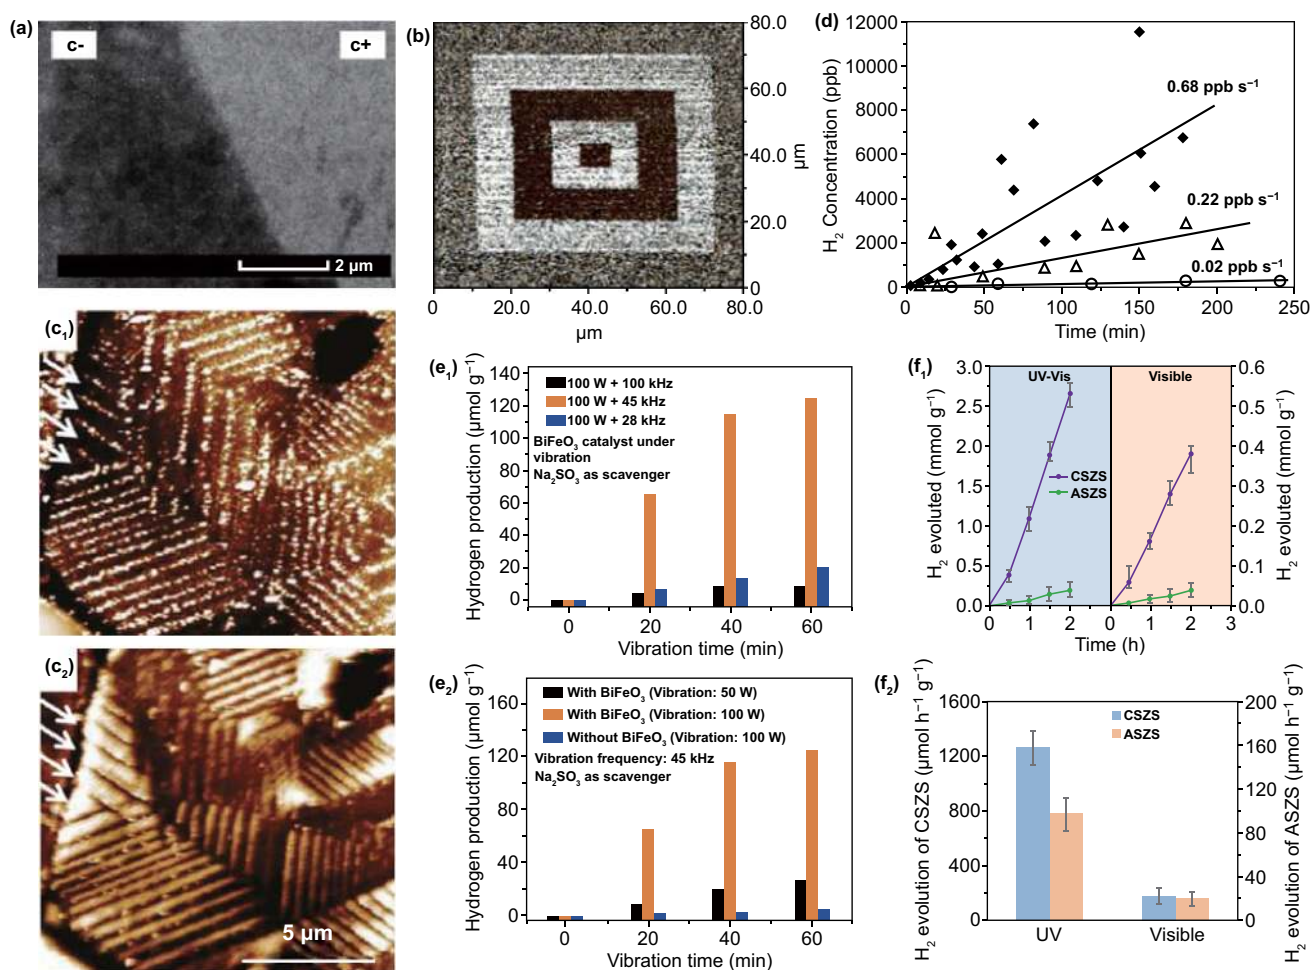 (a)
c-
c+
2 µm
(b)
80.0
60.0
40.0
20.0
0
µm
0
20.0
40.0
60.0
80.0
µm
(c₁)
(c₂)
5 µm
(d)
H₂ Concentration (ppb)
12000
10000
8000
6000
4000
2000
0
0.68 ppb s⁻¹
0.22 ppb s⁻¹
0.02 ppb s⁻¹
0
50
100
150
200
250
Time (min)
(e₁)
Hydrogen production (µmol g⁻¹)
140
120
100
80
60
40
20
0
100 W + 100 kHz
100 W + 45 kHz
100 W + 28 kHz
BiFeO₃ catalyst under
vibration
Na₂SO₃ as scavenger
0
20
40
60
Vibration time (min)
(e₂)
Hydrogen production (µmol g⁻¹)
160
120
80
40
0
With BiFeO₃ (Vibration: 50 W)
With BiFeO₃ (Vibration: 100 W)
Without BiFeO₃ (Vibration: 100 W)
Vibration frequency: 45 kHz
Na₂SO₃ as scavenger
0
20
40
60
Vibration time (min)
(f₁)
H₂ evoluted (mmol g⁻¹)
3.0
2.5
2.0
1.5
1.0
0.5
0.0
UV-Vis
Visible
CSZS
ASZS
0.6
0.5
0.4
0.3
0.2
0.1
0.0
H₂ evoluted (mmol g⁻¹)
0
1
2
0
1
2
3
Time (h)
(f₂)
H₂ evolution of CSZS (µmol h⁻¹ g⁻¹)
1600
1200
800
400
0
CSZS
ASZS
200
160
120
80
40
0
H₂ evolution of ASZS (µmol h⁻¹ g⁻¹)
UV
Visible